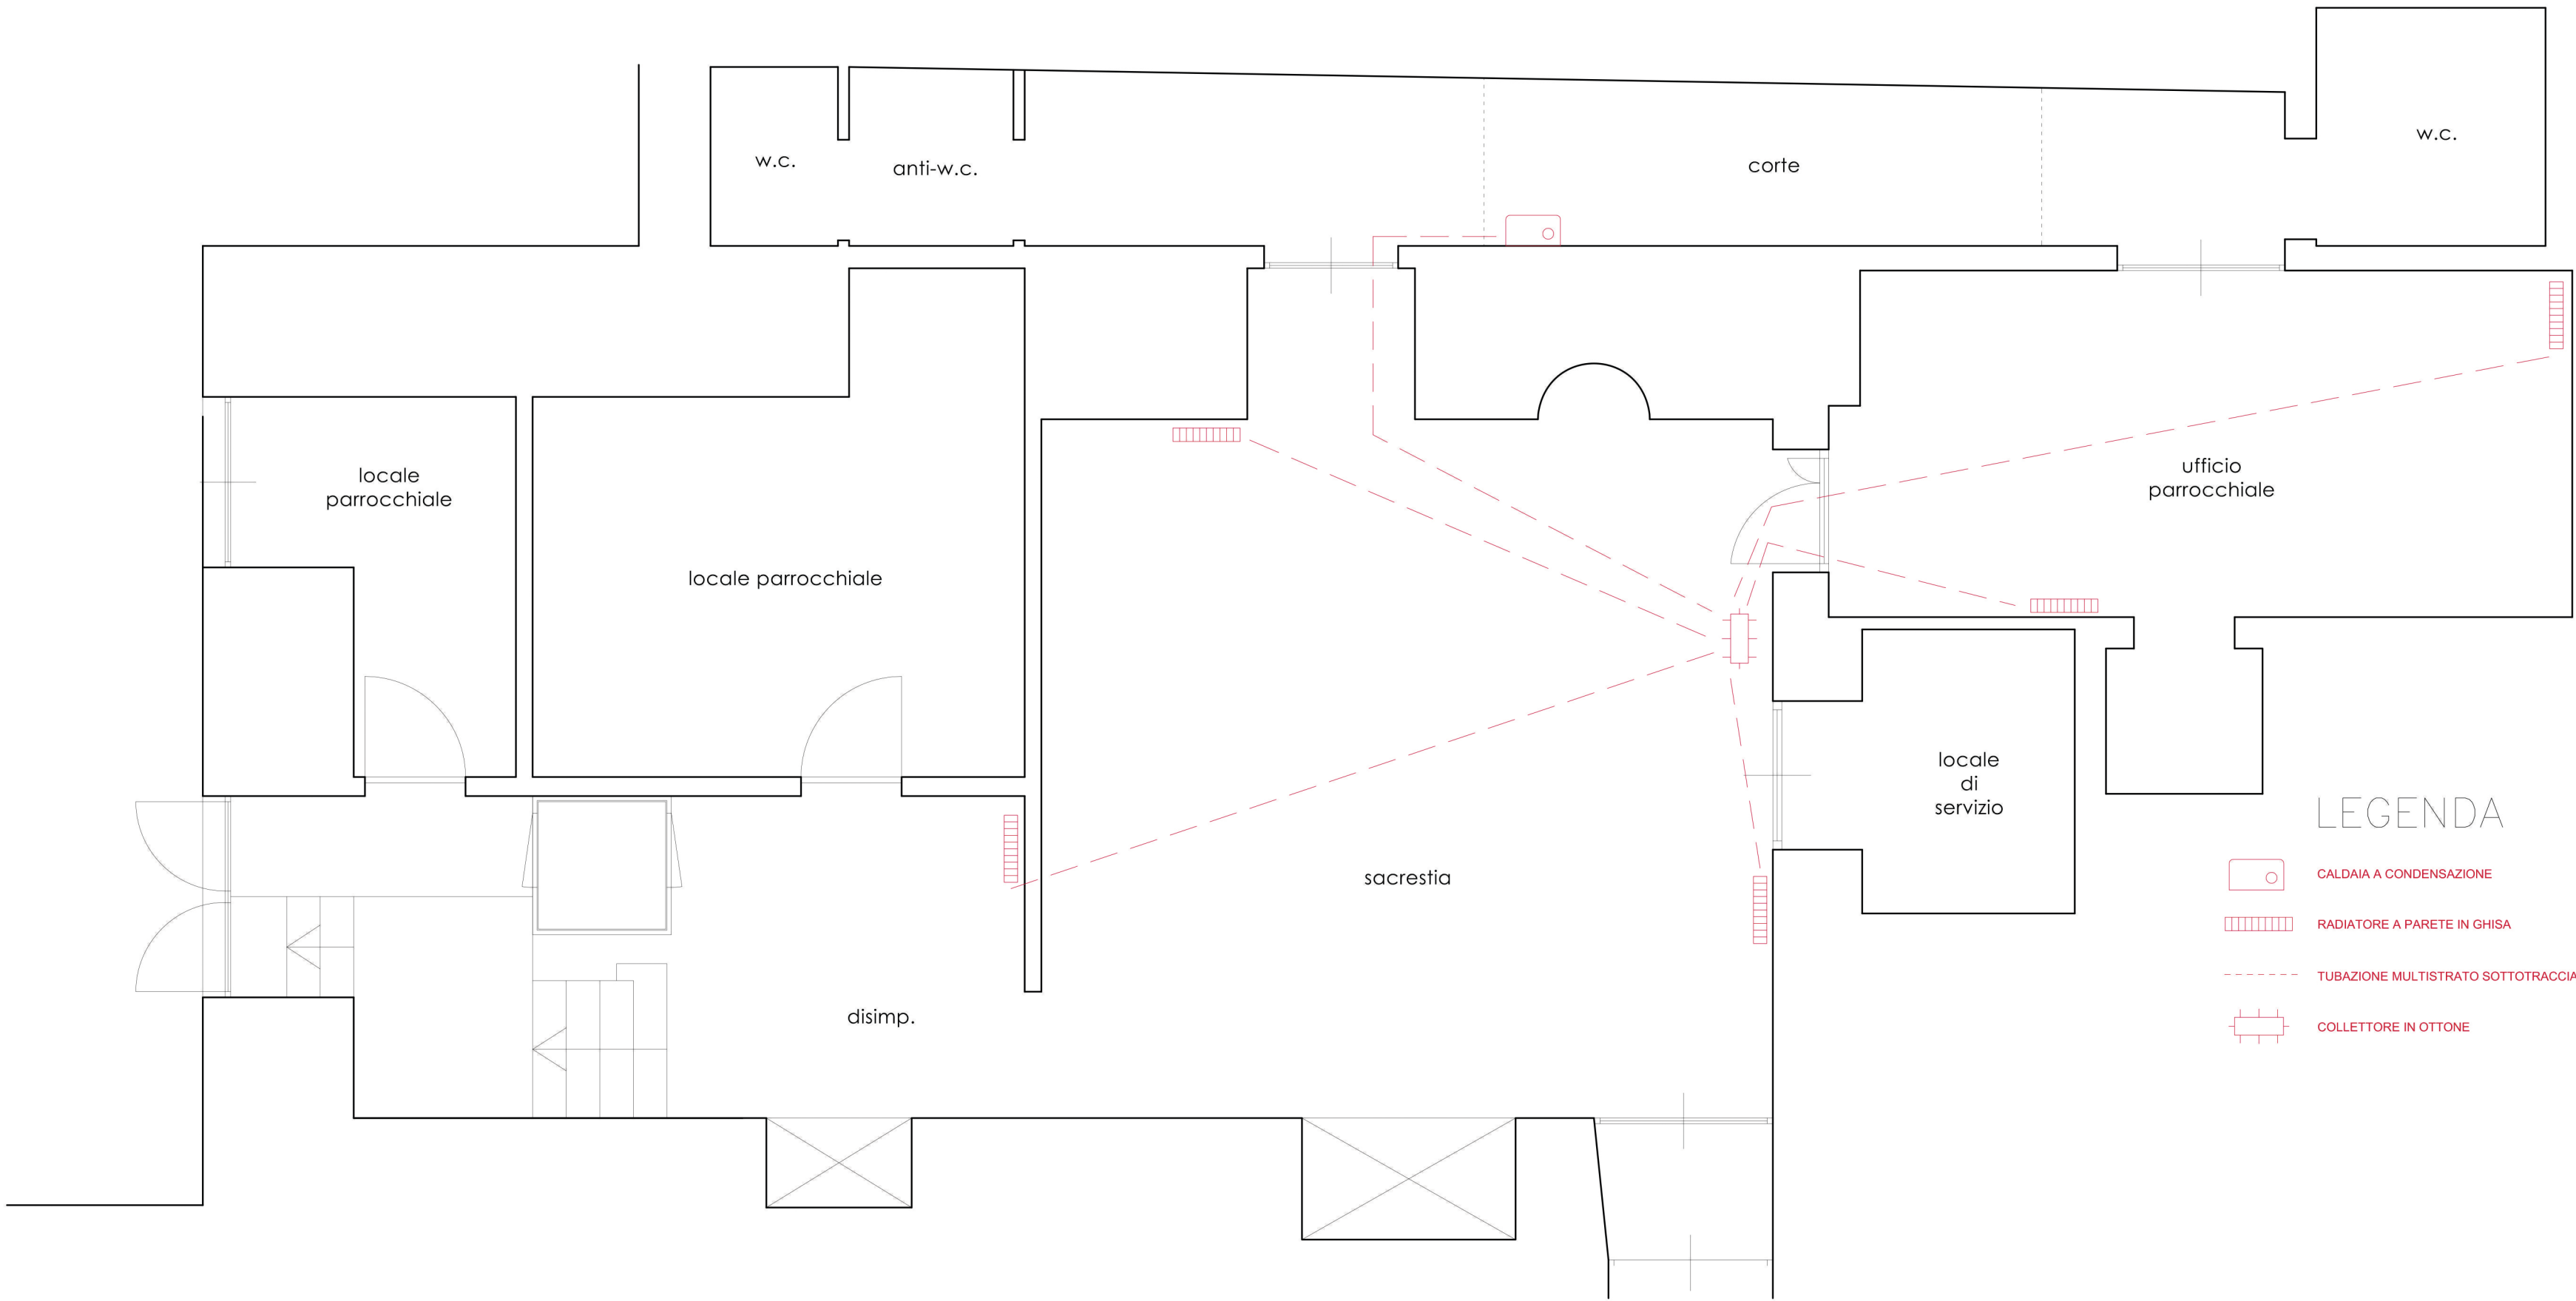 w.c.
anti-w.c.
corte
w.c.
locale
parrocchiale
locale parrocchiale
ufficio
parrocchiale
locale
di
servizio
sacrestia
disimp.
LEGENDA
CALDAIA A CONDENSAZIONE
RADIATORE A PARETE IN GHISA
TUBAZIONE MULTISTRATO SOTTOTRACCIA
COLLETTORE IN OTTONE